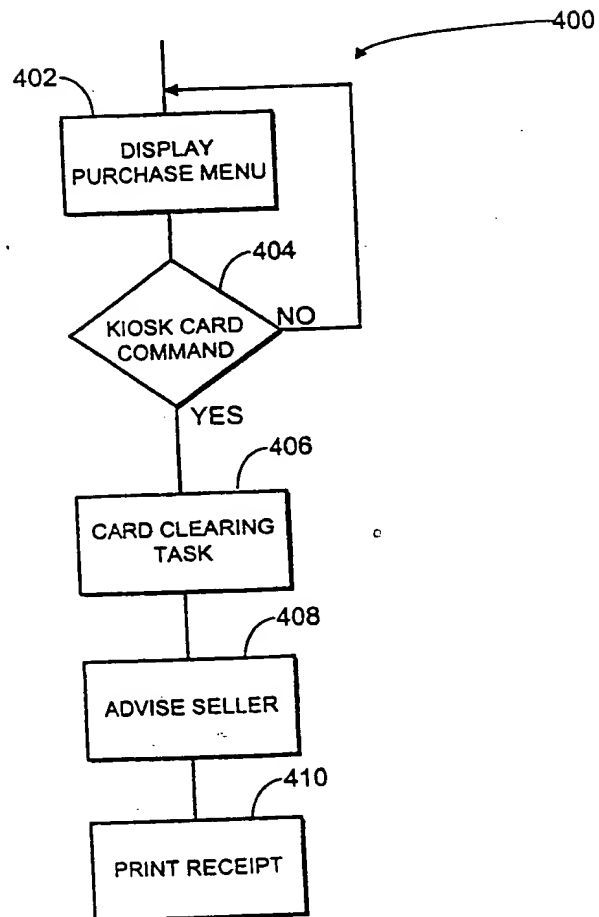 400
402
DISPLAY
PURCHASE MENU
404
KIOSK CARD
COMMAND
NO
YES
406
CARD CLEARING
TASK
408
ADVISE SELLER
410
PRINT RECEIPT